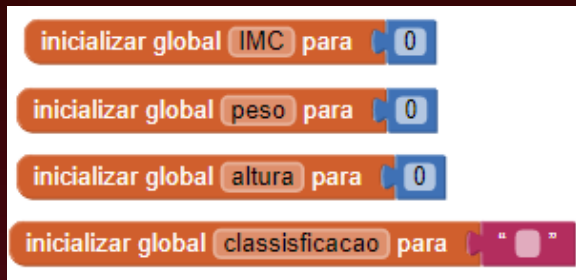 inicializar global IMC para 0
inicializar global peso para 0
inicializar global altura para 0
inicializar global classisficacao para “ ”